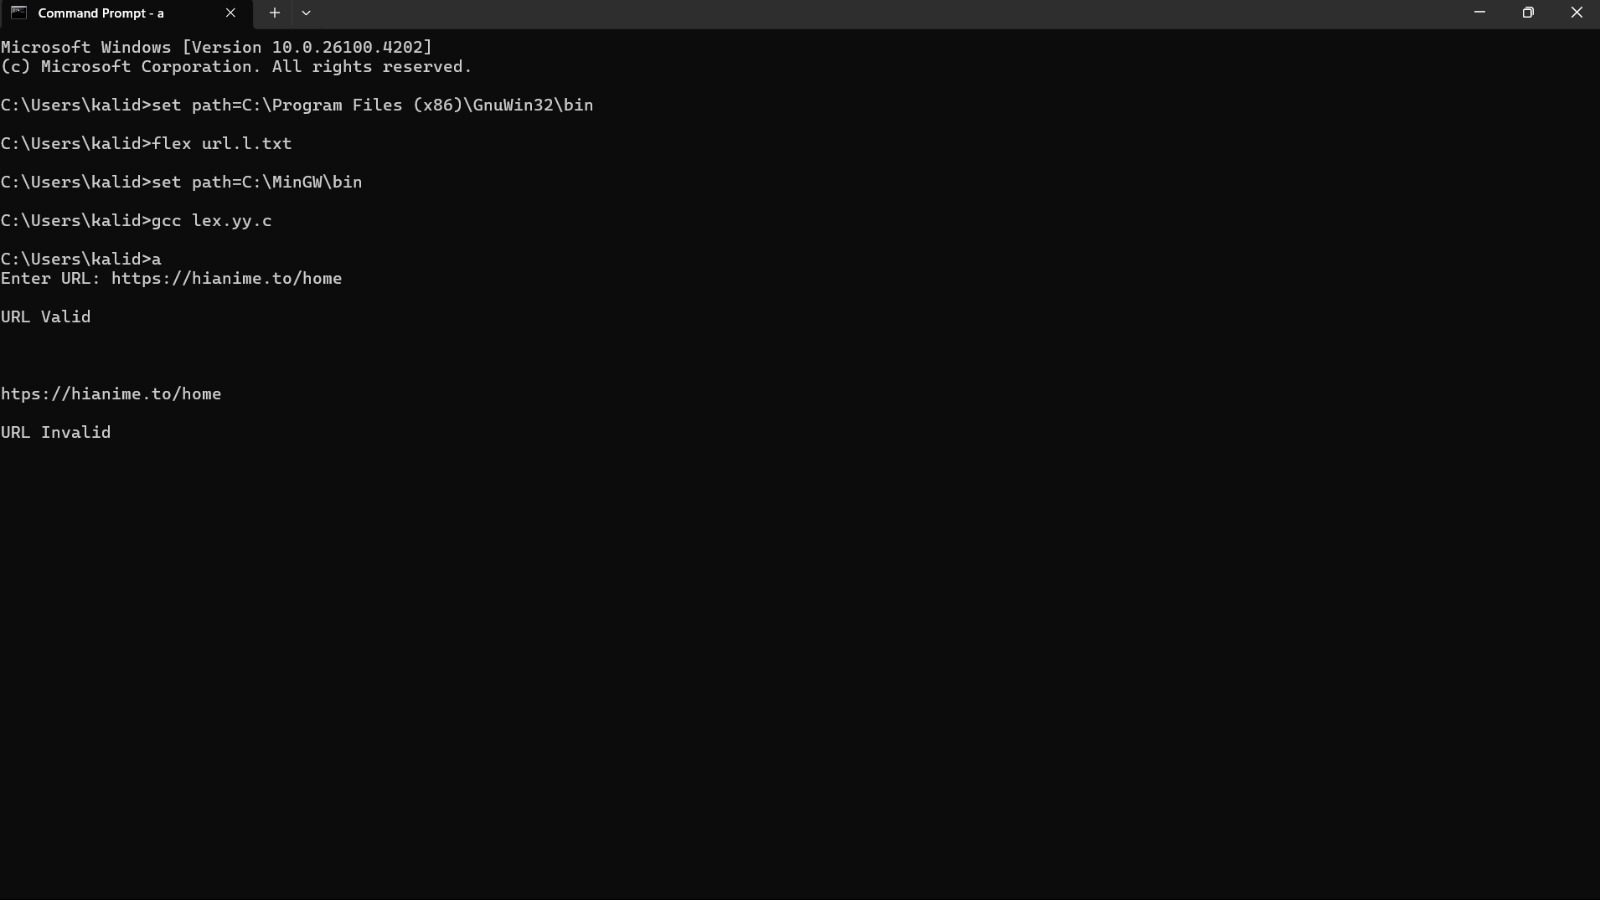 Command Prompt - a
Microsoft Windows [Version 10.0.26100.4202]
(c) Microsoft Corporation. All rights reserved.
C:\Users\kalid>set path=C:\Program Files (x86)\GnuWin32\bin
C:\Users\kalid>flex url.l.txt
C:\Users\kalid>set path=C:\MinGW\bin
C:\Users\kalid>gcc lex.yy.c
C:\Users\kalid>a
Enter URL: https://hianime.to/home
URL Valid
htps://hianime.to/home
URL Invalid